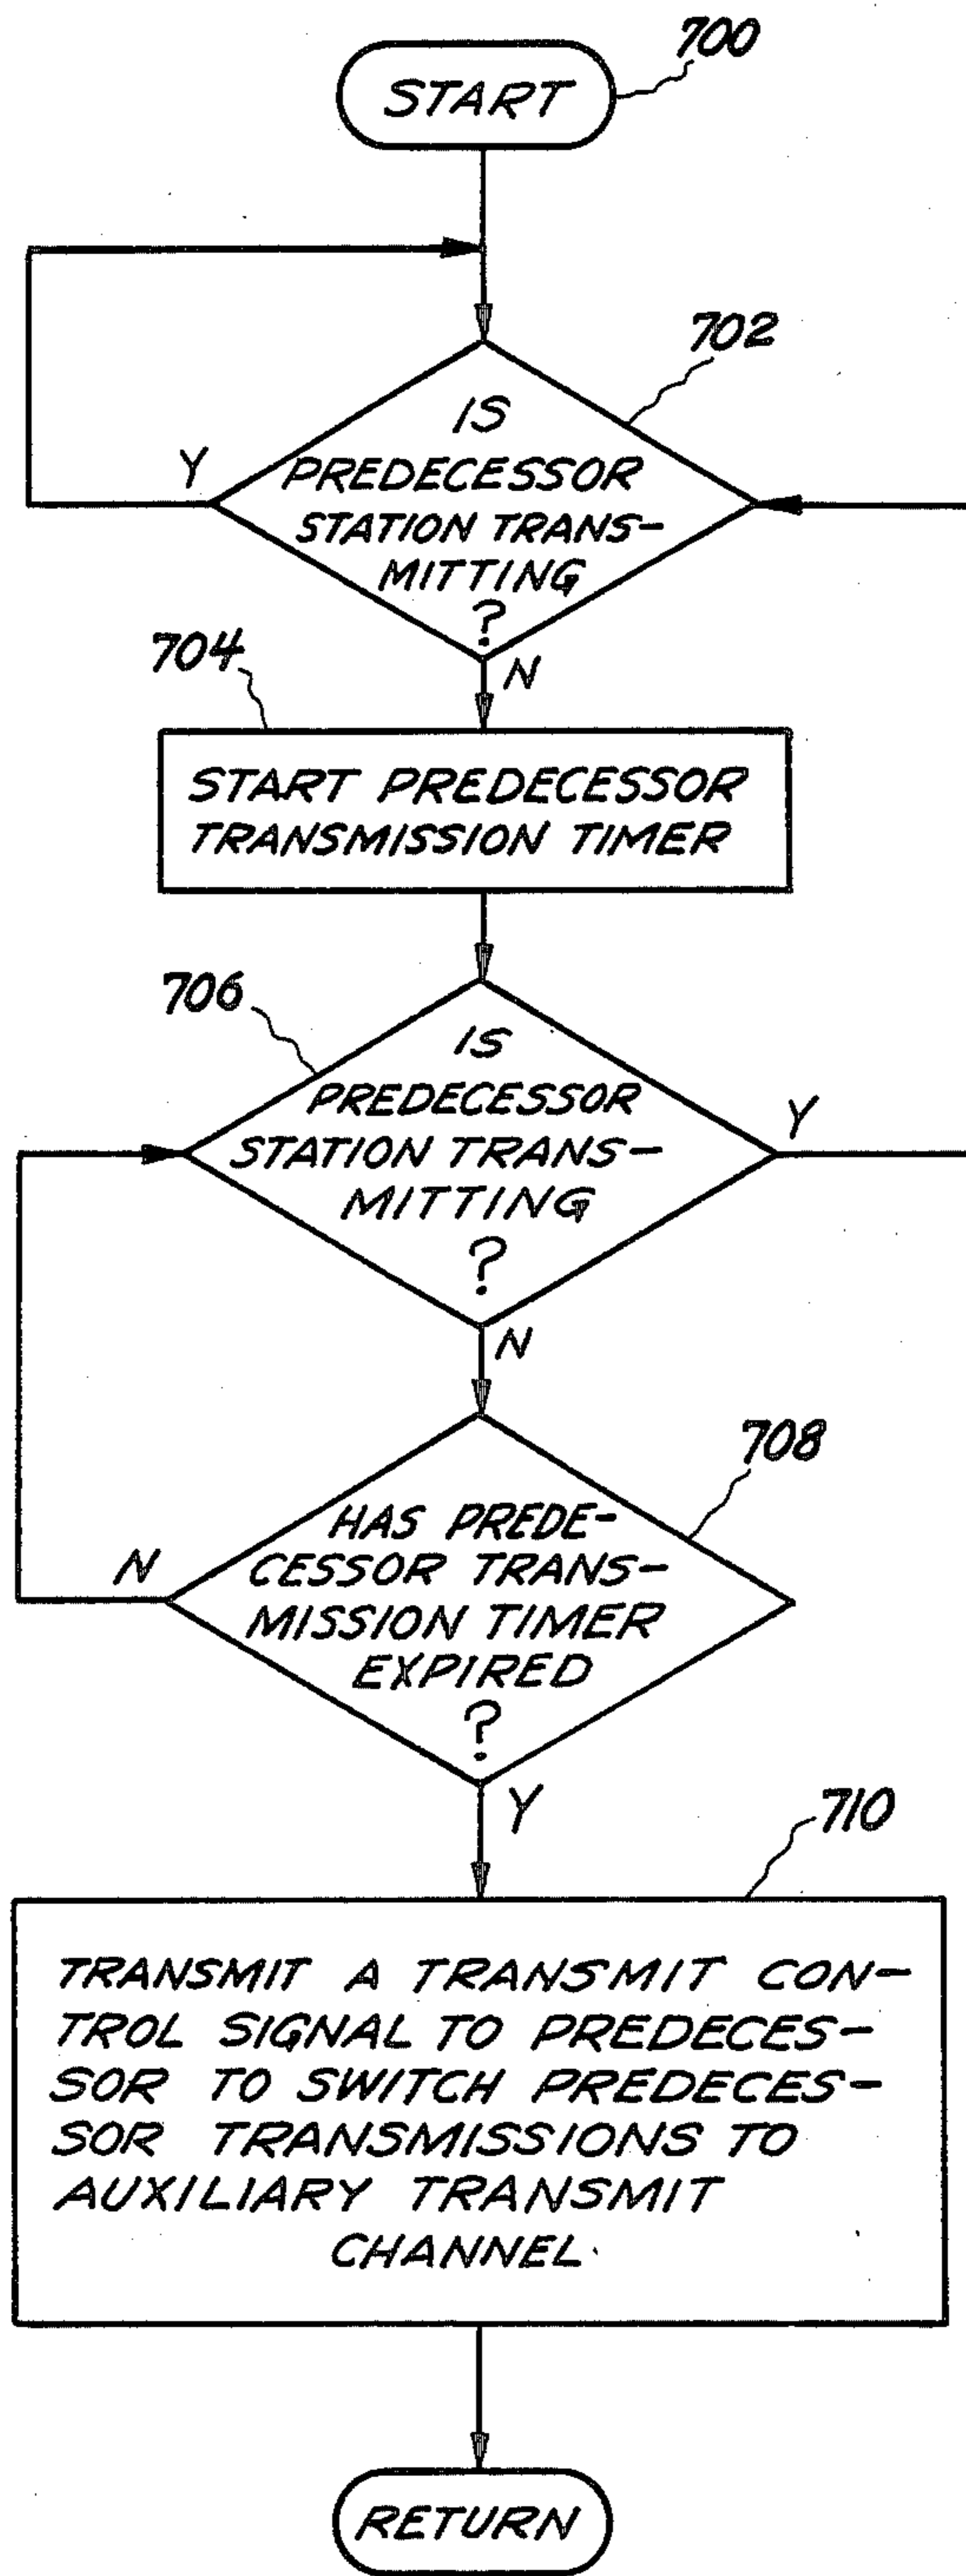 700
START
702
IS
PREDECESSOR
STATION TRANS-
MITTING
?
Y
N
704
START PREDECESSOR
TRANSMISSION TIMER
706
IS
PREDECESSOR
STATION TRANS-
MITTING
?
Y
N
708
HAS PREDE-
CESSOR TRANS-
MISSION TIMER
EXPIRED
?
N
Y
710
TRANSMIT A TRANSMIT CON-
TROL SIGNAL TO PREDECES-
SOR TO SWITCH PREDECES-
SOR TRANSMISSIONS TO
AUXILIARY TRANSMIT
CHANNEL.
RETURN